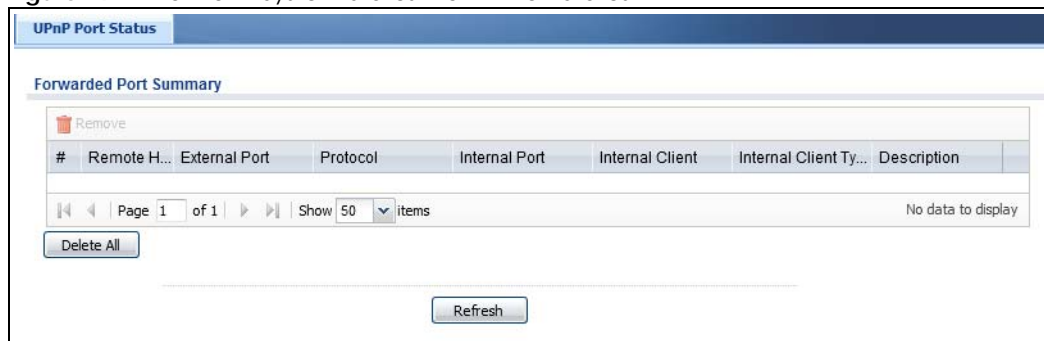 UPnP Port Status
Forwarded Port Summary
Remove
# Remote H... External Port Protocol Internal Port Internal Client Internal Client Ty... Description
Page 1 of 1 Show 50 items No data to display
Delete All
Refresh